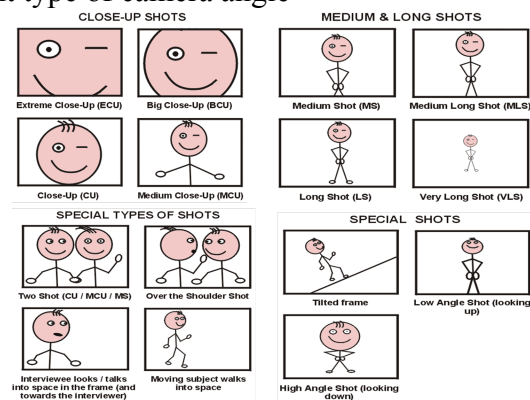 t type of camera angle
CLOSE-UP SHOTS
Extreme Close-Up (ECU)
Big Close-Up (BCU)
Close-Up (CU)
Medium Close-Up (MCU)
MEDIUM & LONG SHOTS
Medium Shot (MS)
Medium Long Shot (MLS)
Long Shot (LS)
Very Long Shot (VLS)
SPECIAL TYPES OF SHOTS
Two Shot (CU / MCU / MS)
Over the Shoulder Shot
Interviewee looks / talks
into space in the frame (and
towards the interviewer)
Moving subject walks
into space
SPECIAL SHOTS
Tilted frame
Low Angle Shot (looking
up)
High Angle Shot (looking
down)